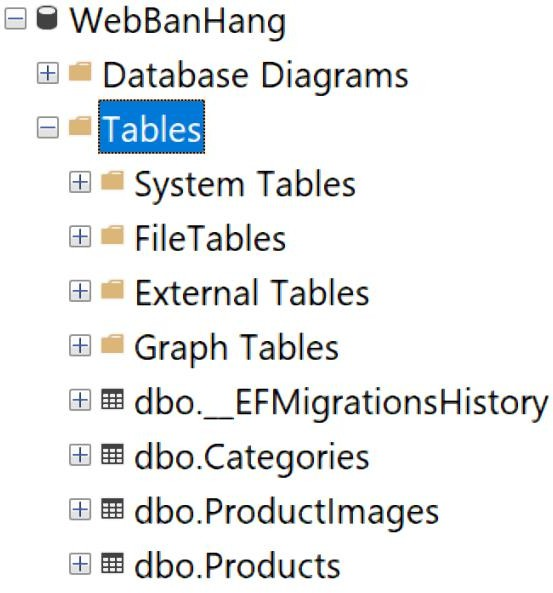 WebBanHang
Database Diagrams
Tables
System Tables
FileTables
External Tables
Graph Tables
dbo.__EFMigrationsHistory
dbo.Categories
dbo.ProductImages
dbo.Products